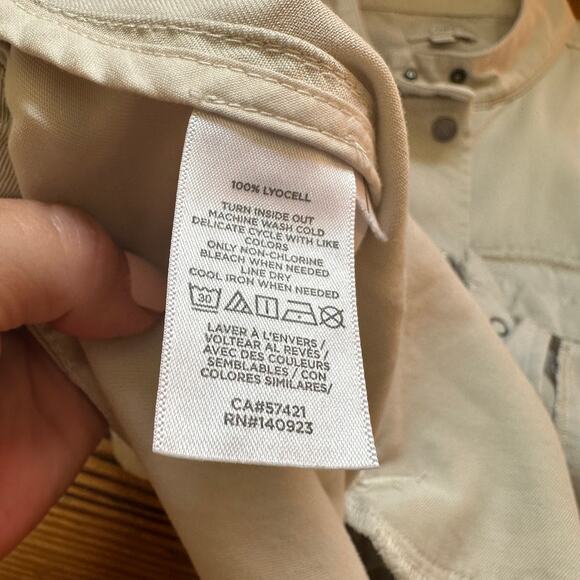 100% LYOCELL
TURN INSIDE OUT
MACHINE WASH COLD
DELICATE CYCLE WITH LIKE
COLORS
ONLY NON-CHLORINE
BLEACH WHEN NEEDED
LINE DRY
COOL IRON WHEN NEEDED
30
LAVER À L'ENVERS/
VOLTEAR AL REVÉS/
AVEC DES COULEURS
SEMBLABLES / CON
COLORES SIMILARES/
CA#57421
RN#140923